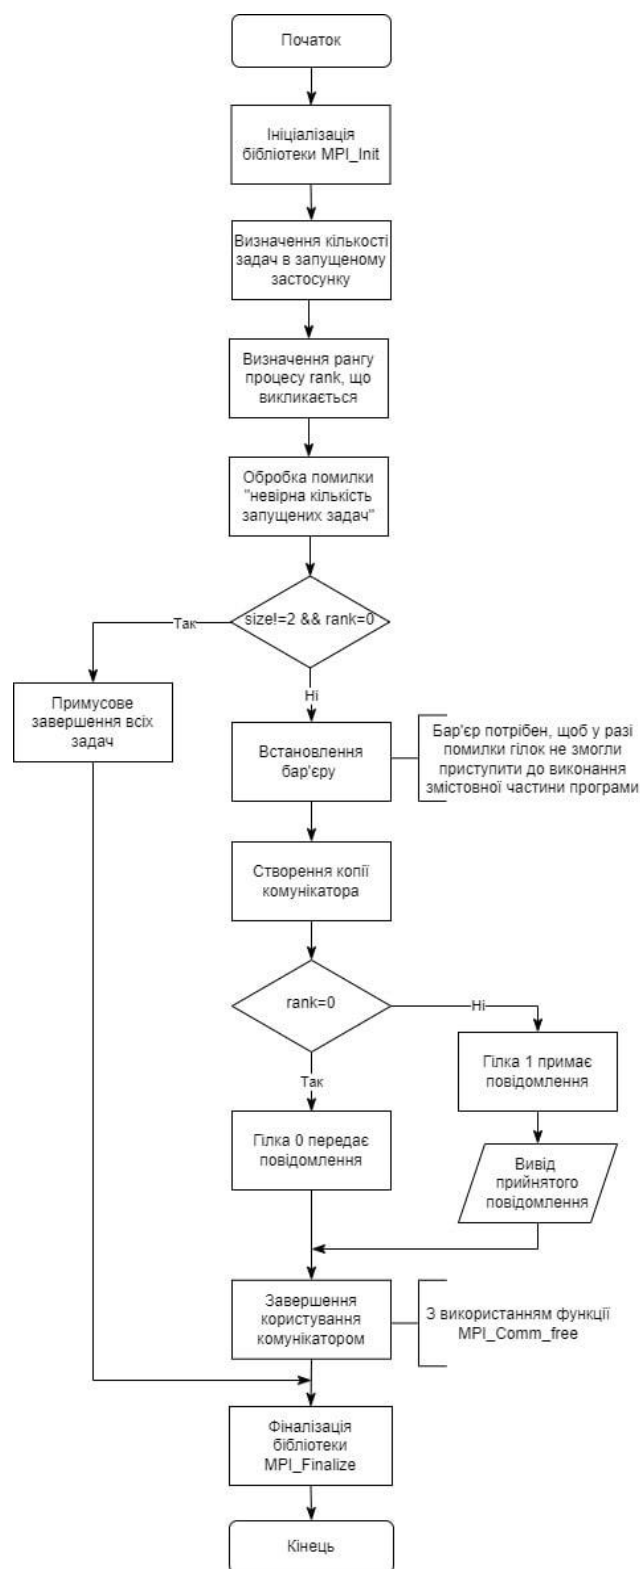 Початок
Ініціалізація
бібліотеки MPI_Init
Визначення кількості
задач в запущеному
застосунку
Визначення рангу
процесу rank, що
викликається
Обробка помилки
"невірна кількість
запущених задач"
size!=2 && rank=0
Так
Ні
Примусове
завершення всіх
задач
Встановлення
бар'єру
Бар'єр потрібен, щоб у разі
помилки гілок не змогли
приступити до виконання
змістовної частини програми
Створення копії
комунікатора
rank=0
Ні
Так
Гілка 1 примає
повідомлення
Гілка 0 передає
повідомлення
Вивід
прийнятого
повідомлення
Завершення
користування
комунікатором
З використанням функції
MPI_Comm_free
Фіналізація
бібліотеки
MPI_Finalize
Кінець